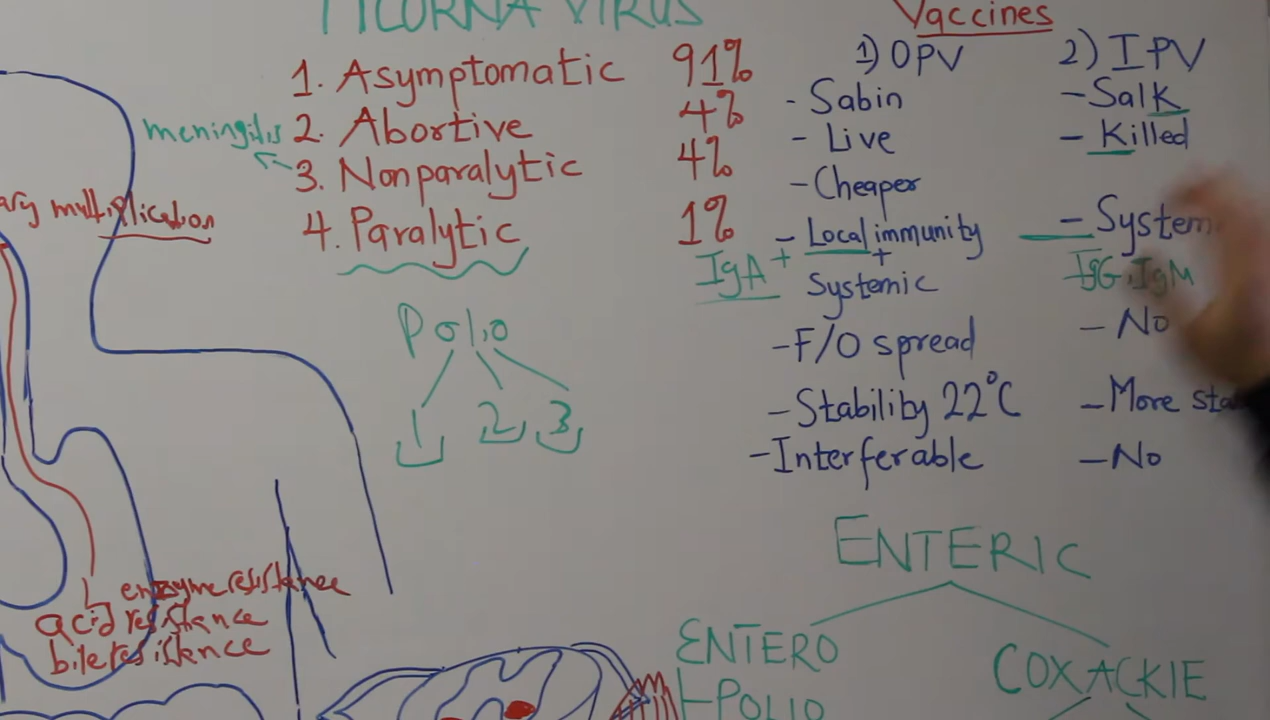 PICORNA VIRUS
1. Asymptomatic 91%
2. Abortive 4%
meningitis
3. Nonparalytic 4%
4. Paralytic 1%
multiplication
Polio
1 2 3
enzyme resistance
acid resistance
bile resistance
Vaccines
1) OPV
- Sabin
- Live
- Cheaper
- Local immunity
IgA + +
Systemic
- F/O spread
- Stability 22°C
- Interferable
2) IPV
- Salk
- Killed
- System
IgG, IgM
- No
- More sta
- No
ENTERIC
ENTERO
POLIO
COXACKIE